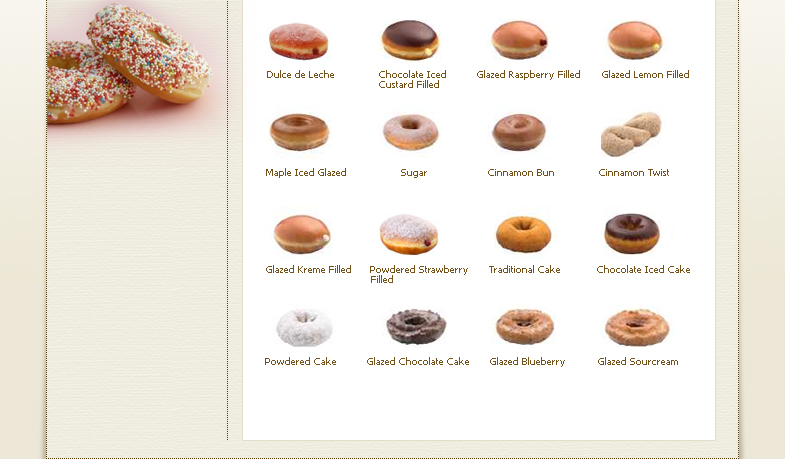 Dulce de Leche
Chocolate Iced
Custard Filled
Glazed Raspberry Filled
Glazed Lemon Filled
Maple Iced Glazed
Sugar
Cinnamon Bun
Cinnamon Twist
Glazed Kreme Filled
Powdered Strawberry
Filled
Traditional Cake
Chocolate Iced Cake
Powdered Cake
Glazed Chocolate Cake
Glazed Blueberry
Glazed Sourcream